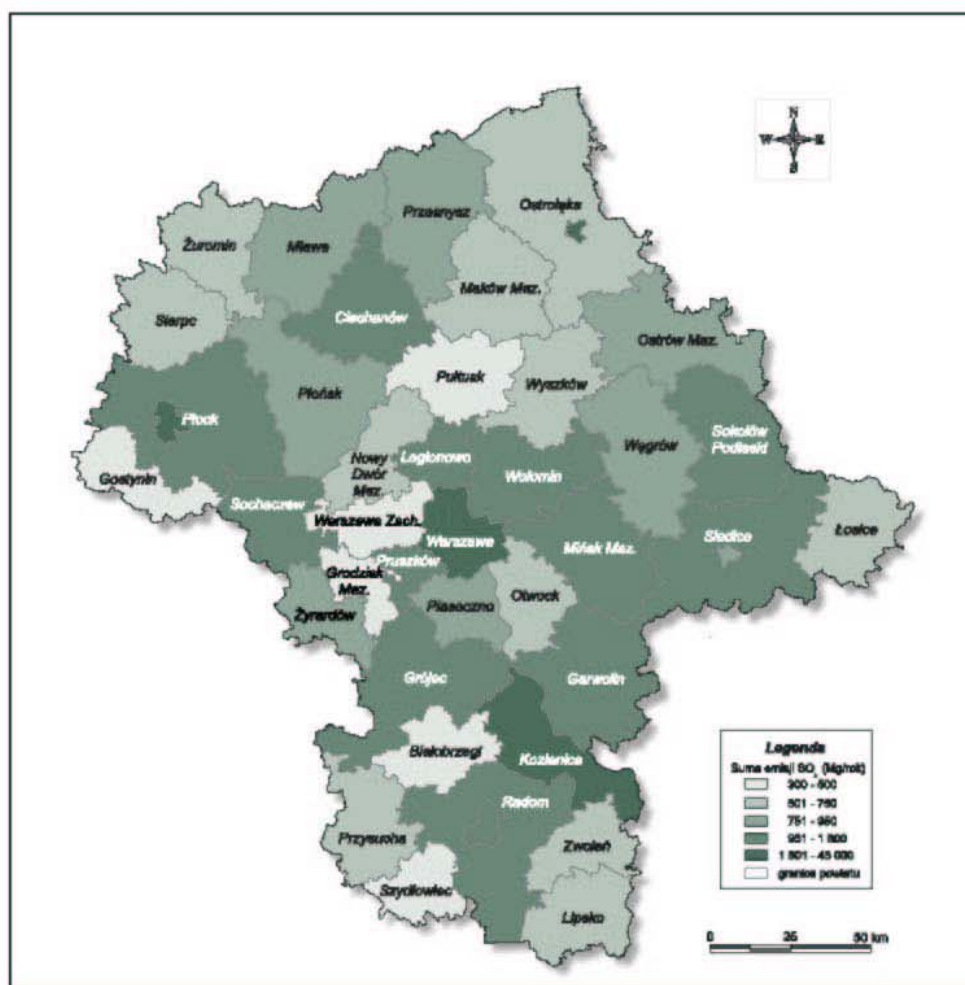 N
W E
S
Ostrołęka
Przasnysz
Żuromin
Mława
Maków Maz.
Sierpc
Ciechanów
Ostrów Maz.
Pułtusk
Wyszków
Płońsk
Płock
Sokołów
Podlaski
Węgrów
Nowy
Dwór
Maz.
Legionowo
Wołomin
Gostynin
Sochaczew
Warszawa Zach.
Łosice
Warszawa
Mińsk Maz.
Siedlce
Pruszków
Grodzisk
Maz.
Otwock
Piaseczno
Żyrardów
Grójec
Garwolin
Białobrzegi
Kozienice
Radom
Przysucha
Zwoleń
Szydłowiec
Lipsko
Legenda
Suma emisji SO (Mg/rok)
300 - 500
501 - 750
751 - 950
951 - 1 800
1 801 - 45 000
granice powiatu
0 25 50 km